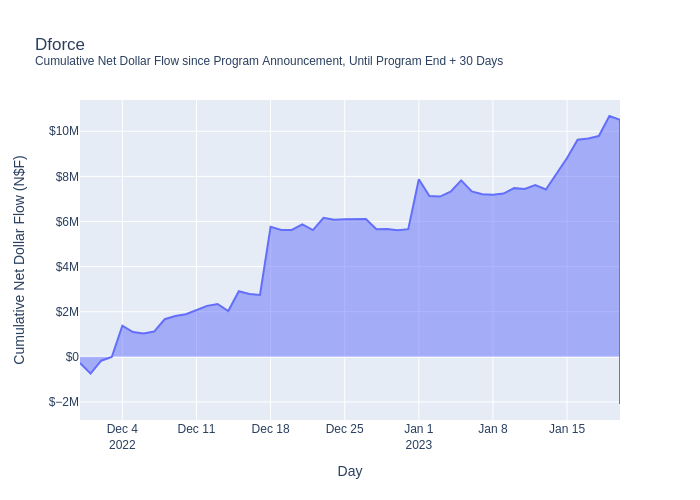 Dforce
Cumulative Net Dollar Flow since Program Announcement, Until Program End + 30 Days
Cumulative Net Dollar Flow (N$F)
$10M
$8M
$6M
$4M
$2M
$0
$−2M
Dec 4
2022
Dec 11
Dec 18
Dec 25
Jan 1
2023
Jan 8
Jan 15
Day